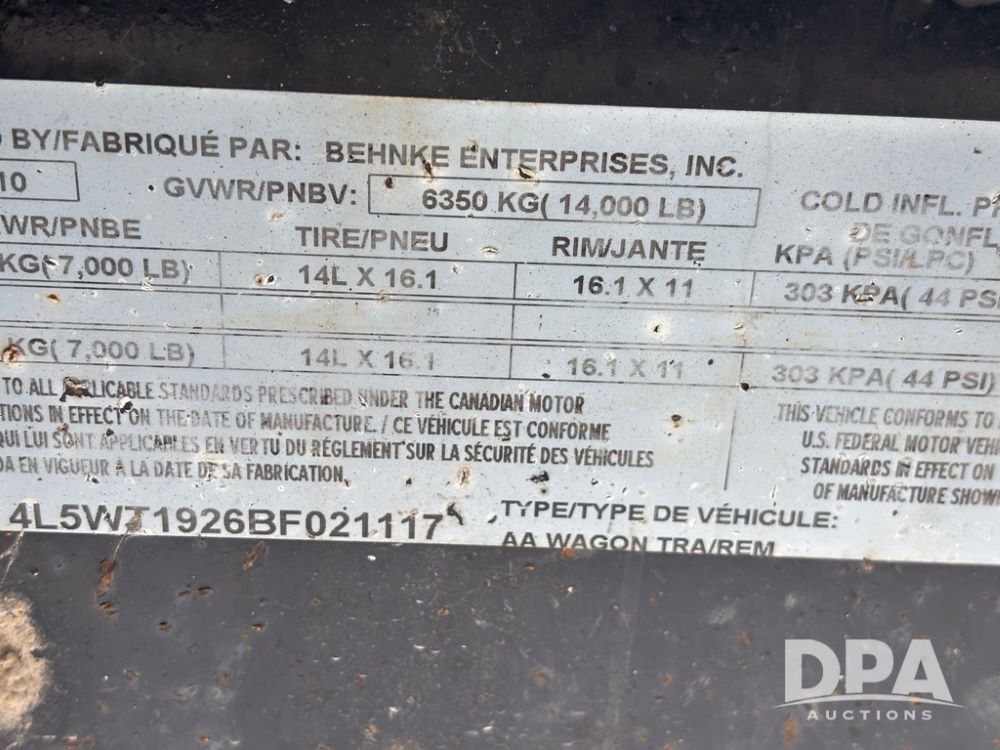 BY/FABRIQUÉ PAR: BEHNKE ENTERPRISES, INC.
10 GVWR/PNBV: 6350 KG( 14,000 LB) COLD INFL.
WR/PNBE TIRE/PNEU RIM/JANTE DE GONFL
KPA (PSI/LPC)
KG( 7,000 LB) 14L X 16.1 16.1 X 11 303 KPA( 44 PSI
KG( 7,000 LB) 14L X 16.1 16.1 X 11 303 KPA( 44 PSI)
TO ALL APPLICABLE STANDARDS PRESCRIBED UNDER THE CANADIAN MOTOR
TIONS IN EFFECT ON THE DATE OF MANUFACTURE. / CE VÉHICULE EST CONFORME
QUI LUI SONT APPLICABLES EN VERTU DU RÉGLEMENT SUR LA SÉCURITÉ DES VÉHICULES
DA EN VIGUEUR À LA DATE DE SA FABRICATION.
THIS VEHICLE CONFORMS TO
U.S. FEDERAL MOTOR VEH
STANDARDS IN EFFECT ON
OF MANUFACTURE SHOW
4L5WT1926BF021117 TYPE/TYPE DE VÉHICULE:
AA WAGON TRA/REM
DPA
AUCTIONS